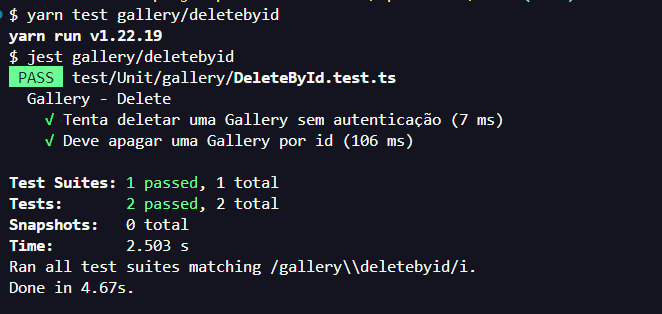 $ yarn test gallery/deletebyid
yarn run v1.22.19
$ jest gallery/deletebyid
PASS test/Unit/gallery/DeleteById.test.ts
Gallery - Delete
√ Tenta deletar uma Gallery sem autenticação (7 ms)
√ Deve apagar uma Gallery por id (106 ms)
Test Suites: 1 passed, 1 total
Tests: 2 passed, 2 total
Snapshots: 0 total
Time: 2.503 s
Ran all test suites matching /gallery\\deletebyid/i.
Done in 4.67s.